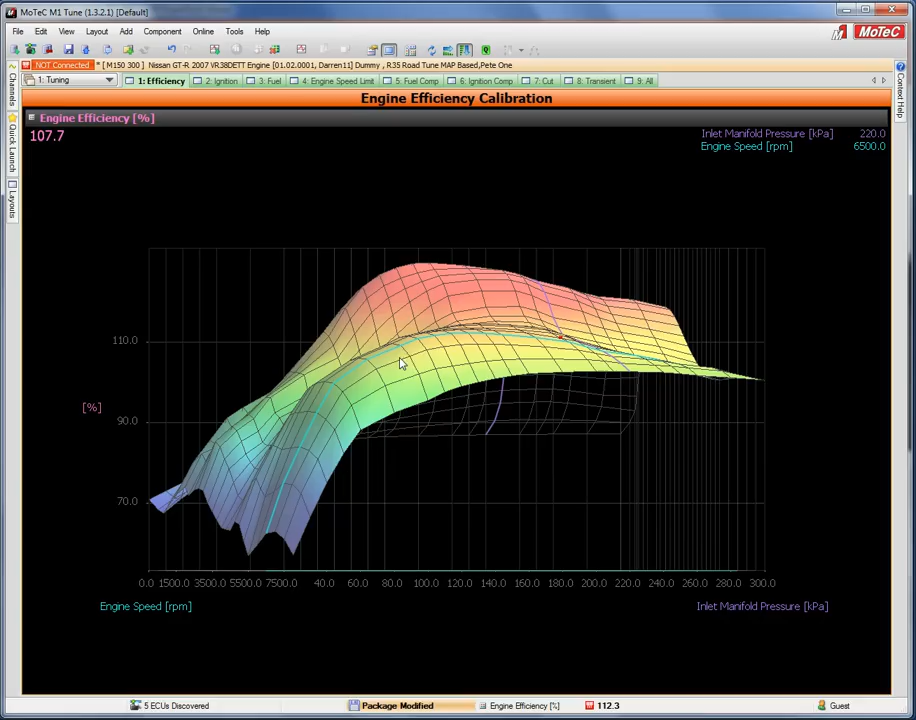 MoTeC M1 Tune (1.3.2.1) [Default]
File Edit View Layout Add Component Online Tools Help
MoTeC
NOT Connected * [M150 300 ] Nissan GT-R 2007 VR38DETT Engine [01.02.0001, Darren11] Dummy , R35 Road Tune MAP Based,Pete One
1: Tuning 1: Efficiency 2: Ignition 3: Fuel 4: Engine Speed Limit 5: Fuel Comp 6: Ignition Comp 7: Cut 8: Transient 9: All
Channels
Quick Launch
Layouts
Context Help
Engine Efficiency Calibration
Engine Efficiency [%]
107.7
Inlet Manifold Pressure [kPa] 220.0
Engine Speed [rpm] 6500.0
110.0
[%]
90.0
70.0
0.0 1500.0 3500.0 5500.0 7500.0 40.0 60.0 80.0 100.0 120.0 140.0 160.0 180.0 200.0 220.0 240.0 260.0 280.0 300.0
Engine Speed [rpm] Inlet Manifold Pressure [kPa]
5 ECUs Discovered Package Modified Engine Efficiency [%] 112.3 Guest